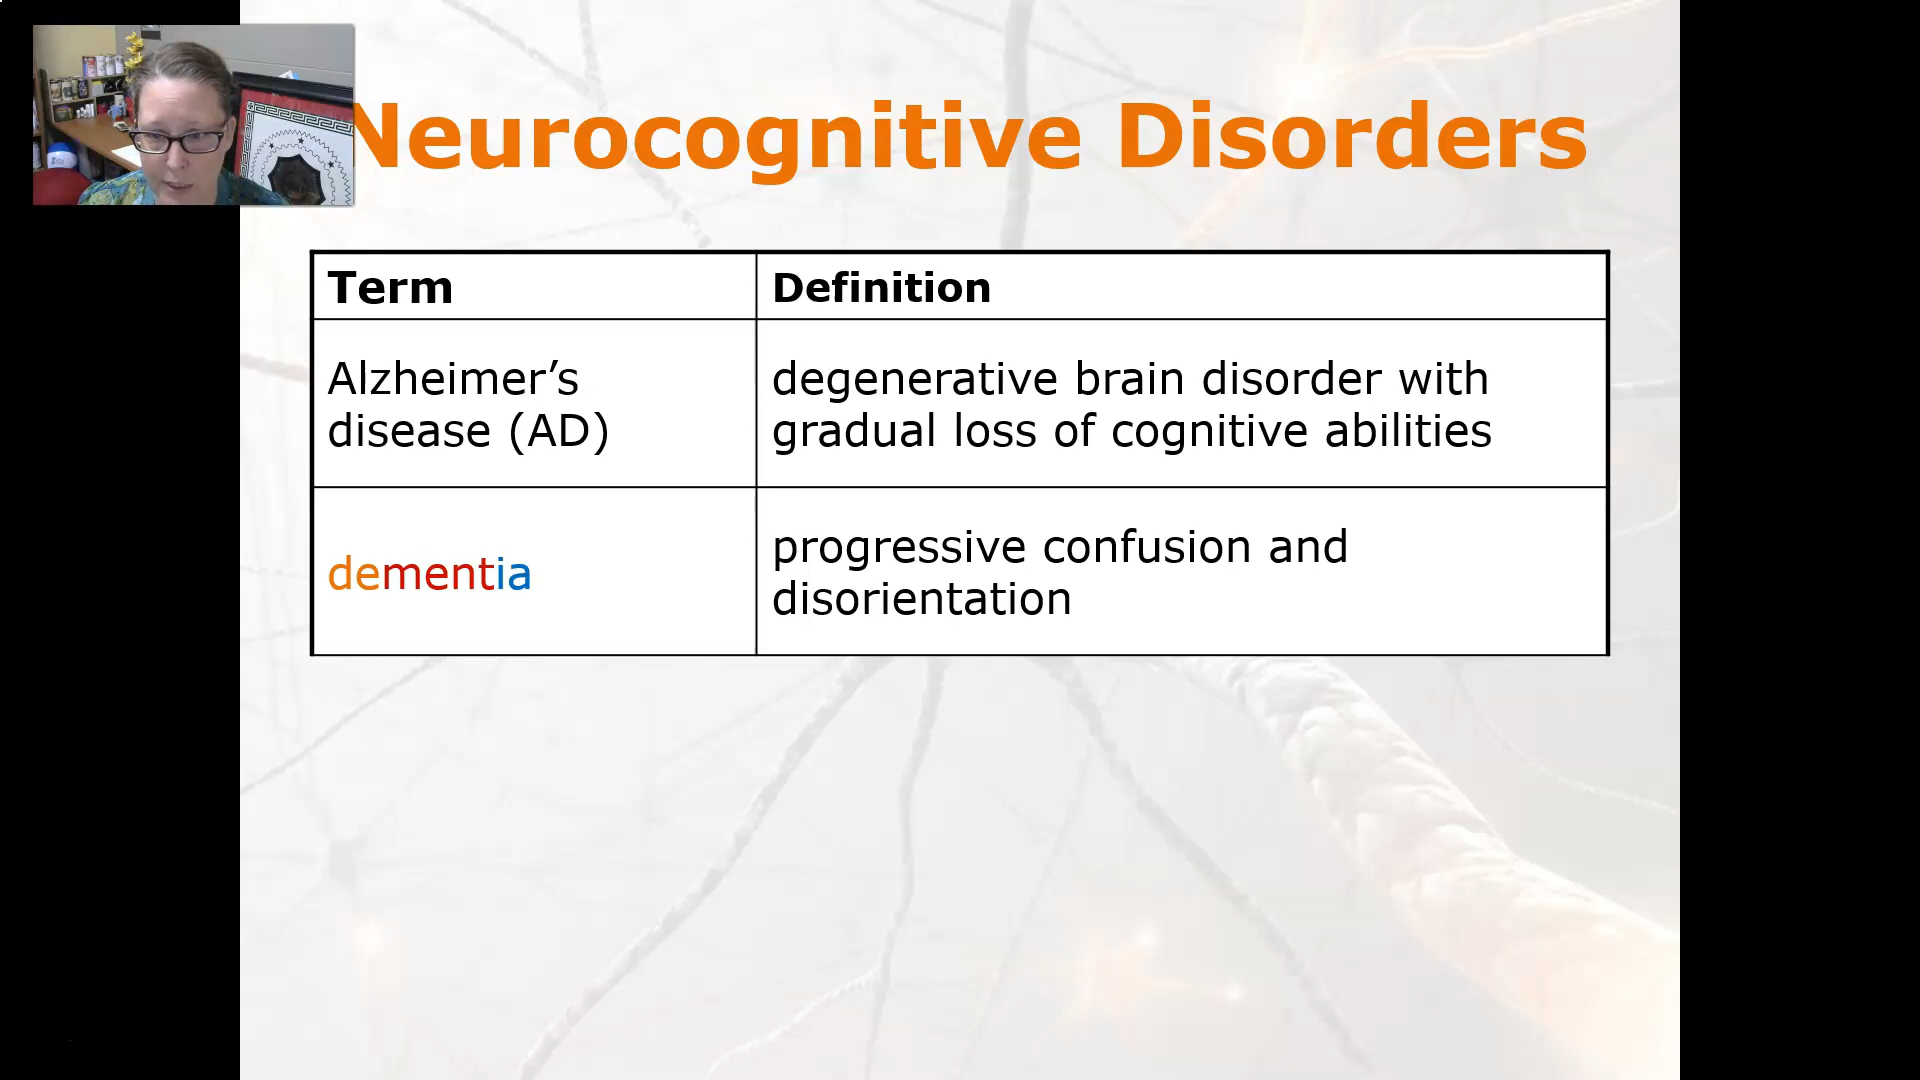 Neurocognitive Disorders
Term
Definition
Alzheimer’s
disease (AD)
degenerative brain disorder with
gradual loss of cognitive abilities
dementia
progressive confusion and
disorientation